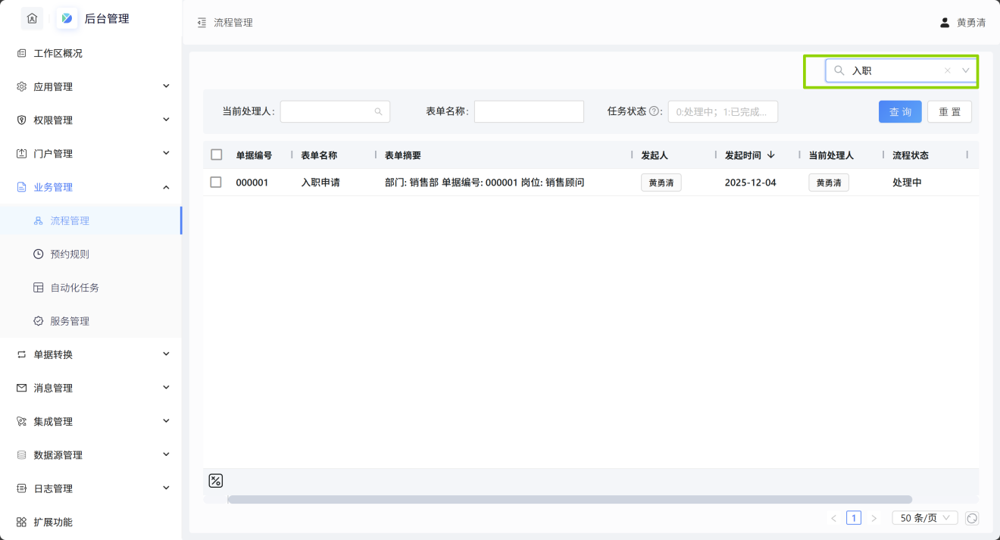 后台管理
流程管理
黄勇清
工作区概况
应用管理
权限管理
门户管理
业务管理
流程管理
预约规则
自动化任务
服务管理
单据转换
消息管理
集成管理
数据源管理
日志管理
扩展功能
入职
当前处理人:
表单名称:
任务状态?: 0:处理中；1:已完成...
查 询
重 置
单据编号 表单名称 表单摘要 发起人 发起时间 当前处理人 流程状态
000001 入职申请 部门: 销售部 单据编号: 000001 岗位: 销售顾问 黄勇清 2025-12-04 黄勇清 处理中
1 50 条/页